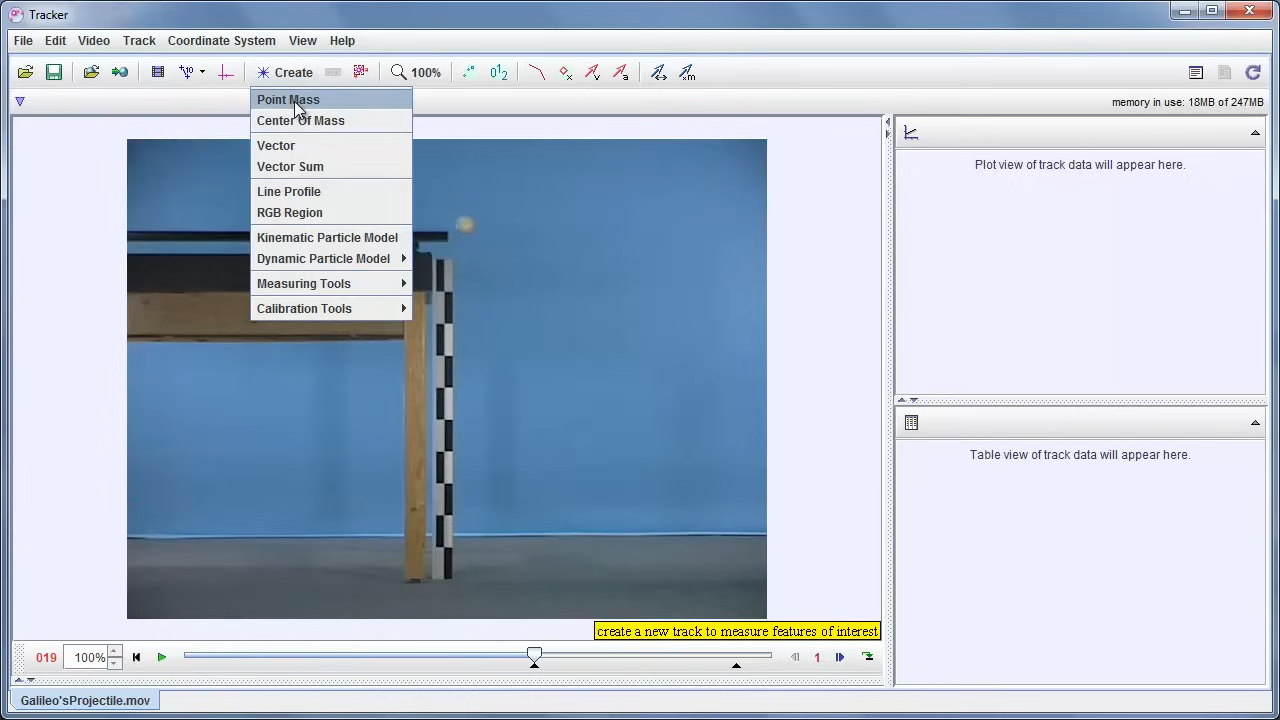 Tracker
File Edit Video Track Coordinate System View Help
Create 100%
memory in use: 18MB of 247MB
Point Mass
Center Of Mass
Vector
Vector Sum
Line Profile
RGB Region
Kinematic Particle Model
Dynamic Particle Model
Measuring Tools
Calibration Tools
Plot view of track data will appear here.
Table view of track data will appear here.
create a new track to measure features of interest
019 100% 1
Galileo'sProjectile.mov